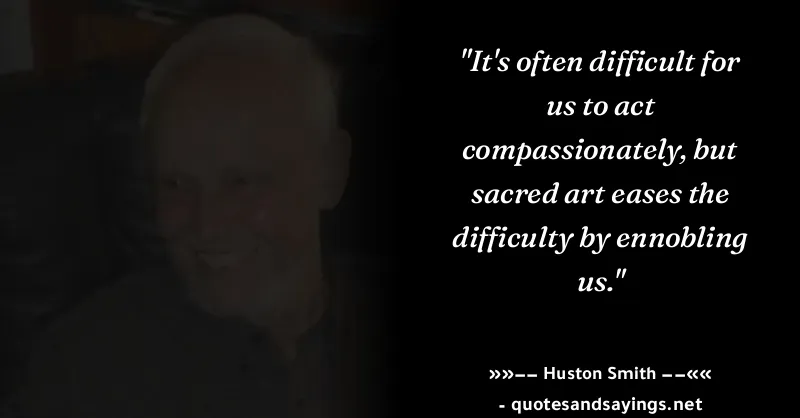 "It's often difficult for
us to act
compassionately, but
sacred art eases the
difficulty by ennobling
us."
»»–– Huston Smith ––««
- quotesandsayings.net